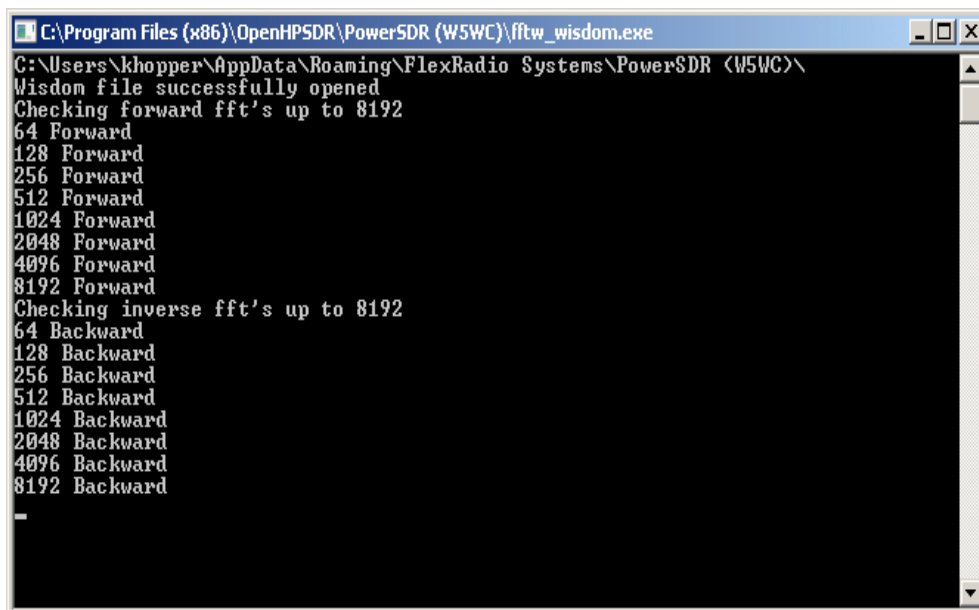 C:\Program Files (x86)\OpenHPSDR\PowerSDR (W5WC)\fftw_wisdom.exe
C:\Users\khopper\AppData\Roaming\FlexRadio Systems\PowerSDR (W5WC)\
Wisdom file successfully opened
Checking forward fft's up to 8192
64 Forward
128 Forward
256 Forward
512 Forward
1024 Forward
2048 Forward
4096 Forward
8192 Forward
Checking inverse fft's up to 8192
64 Backward
128 Backward
256 Backward
512 Backward
1024 Backward
2048 Backward
4096 Backward
8192 Backward